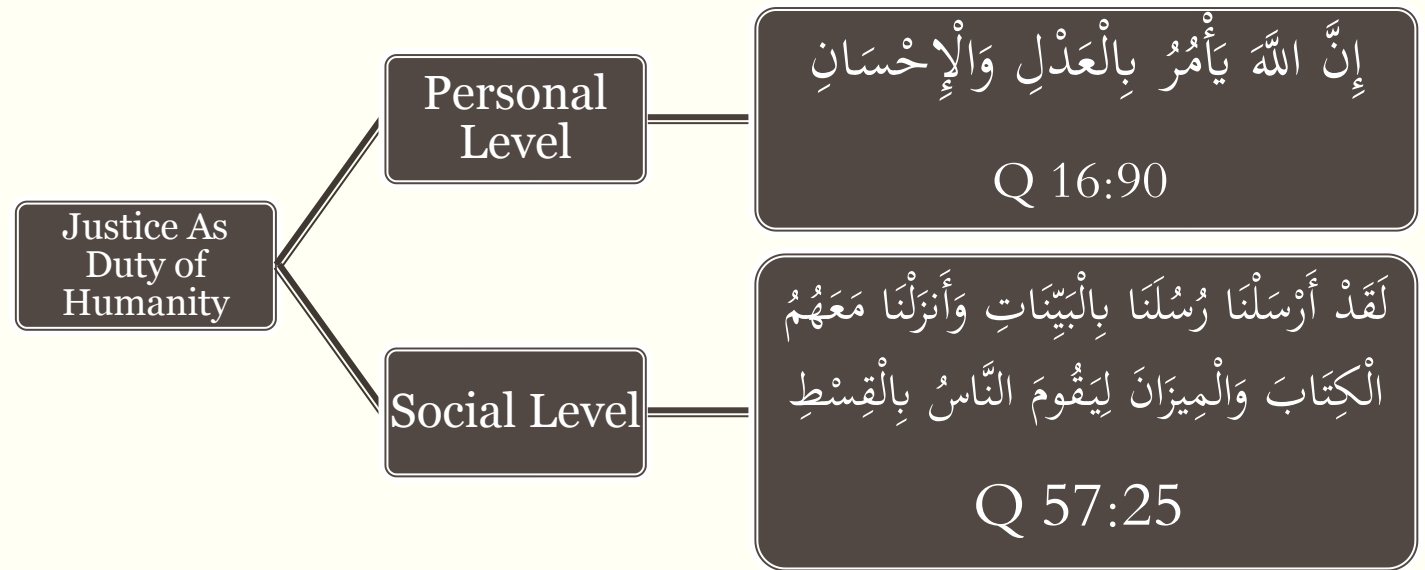 Justice As
Duty of
Humanity
Personal
Level
إِنَّ اللَّهَ يَأْمُرُ بِالْعَدْلِ وَالْإِحْسَانِ
Q 16:90
Social Level
لَقَدْ أَرْسَلْنَا رُسُلَنَا بِالْبَيِّنَاتِ وَأَنزَلْنَا مَعَهُمُ
الْكِتَابَ وَالْمِيزَانَ لِيَقُومَ النَّاسُ بِالْقِسْطِ
Q 57:25